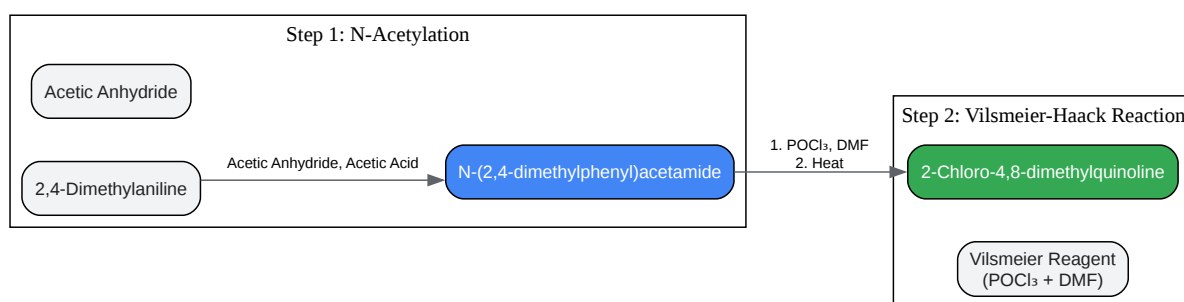 Step 1: N-Acetylation
Acetic Anhydride
2,4-Dimethylaniline
Acetic Anhydride, Acetic Acid
N-(2,4-dimethylphenyl)acetamide
1. POCl₃, DMF
2. Heat
Step 2: Vilsmeier-Haack Reaction
2-Chloro-4,8-dimethylquinoline
Vilsmeier Reagent
(POCl₃ + DMF)